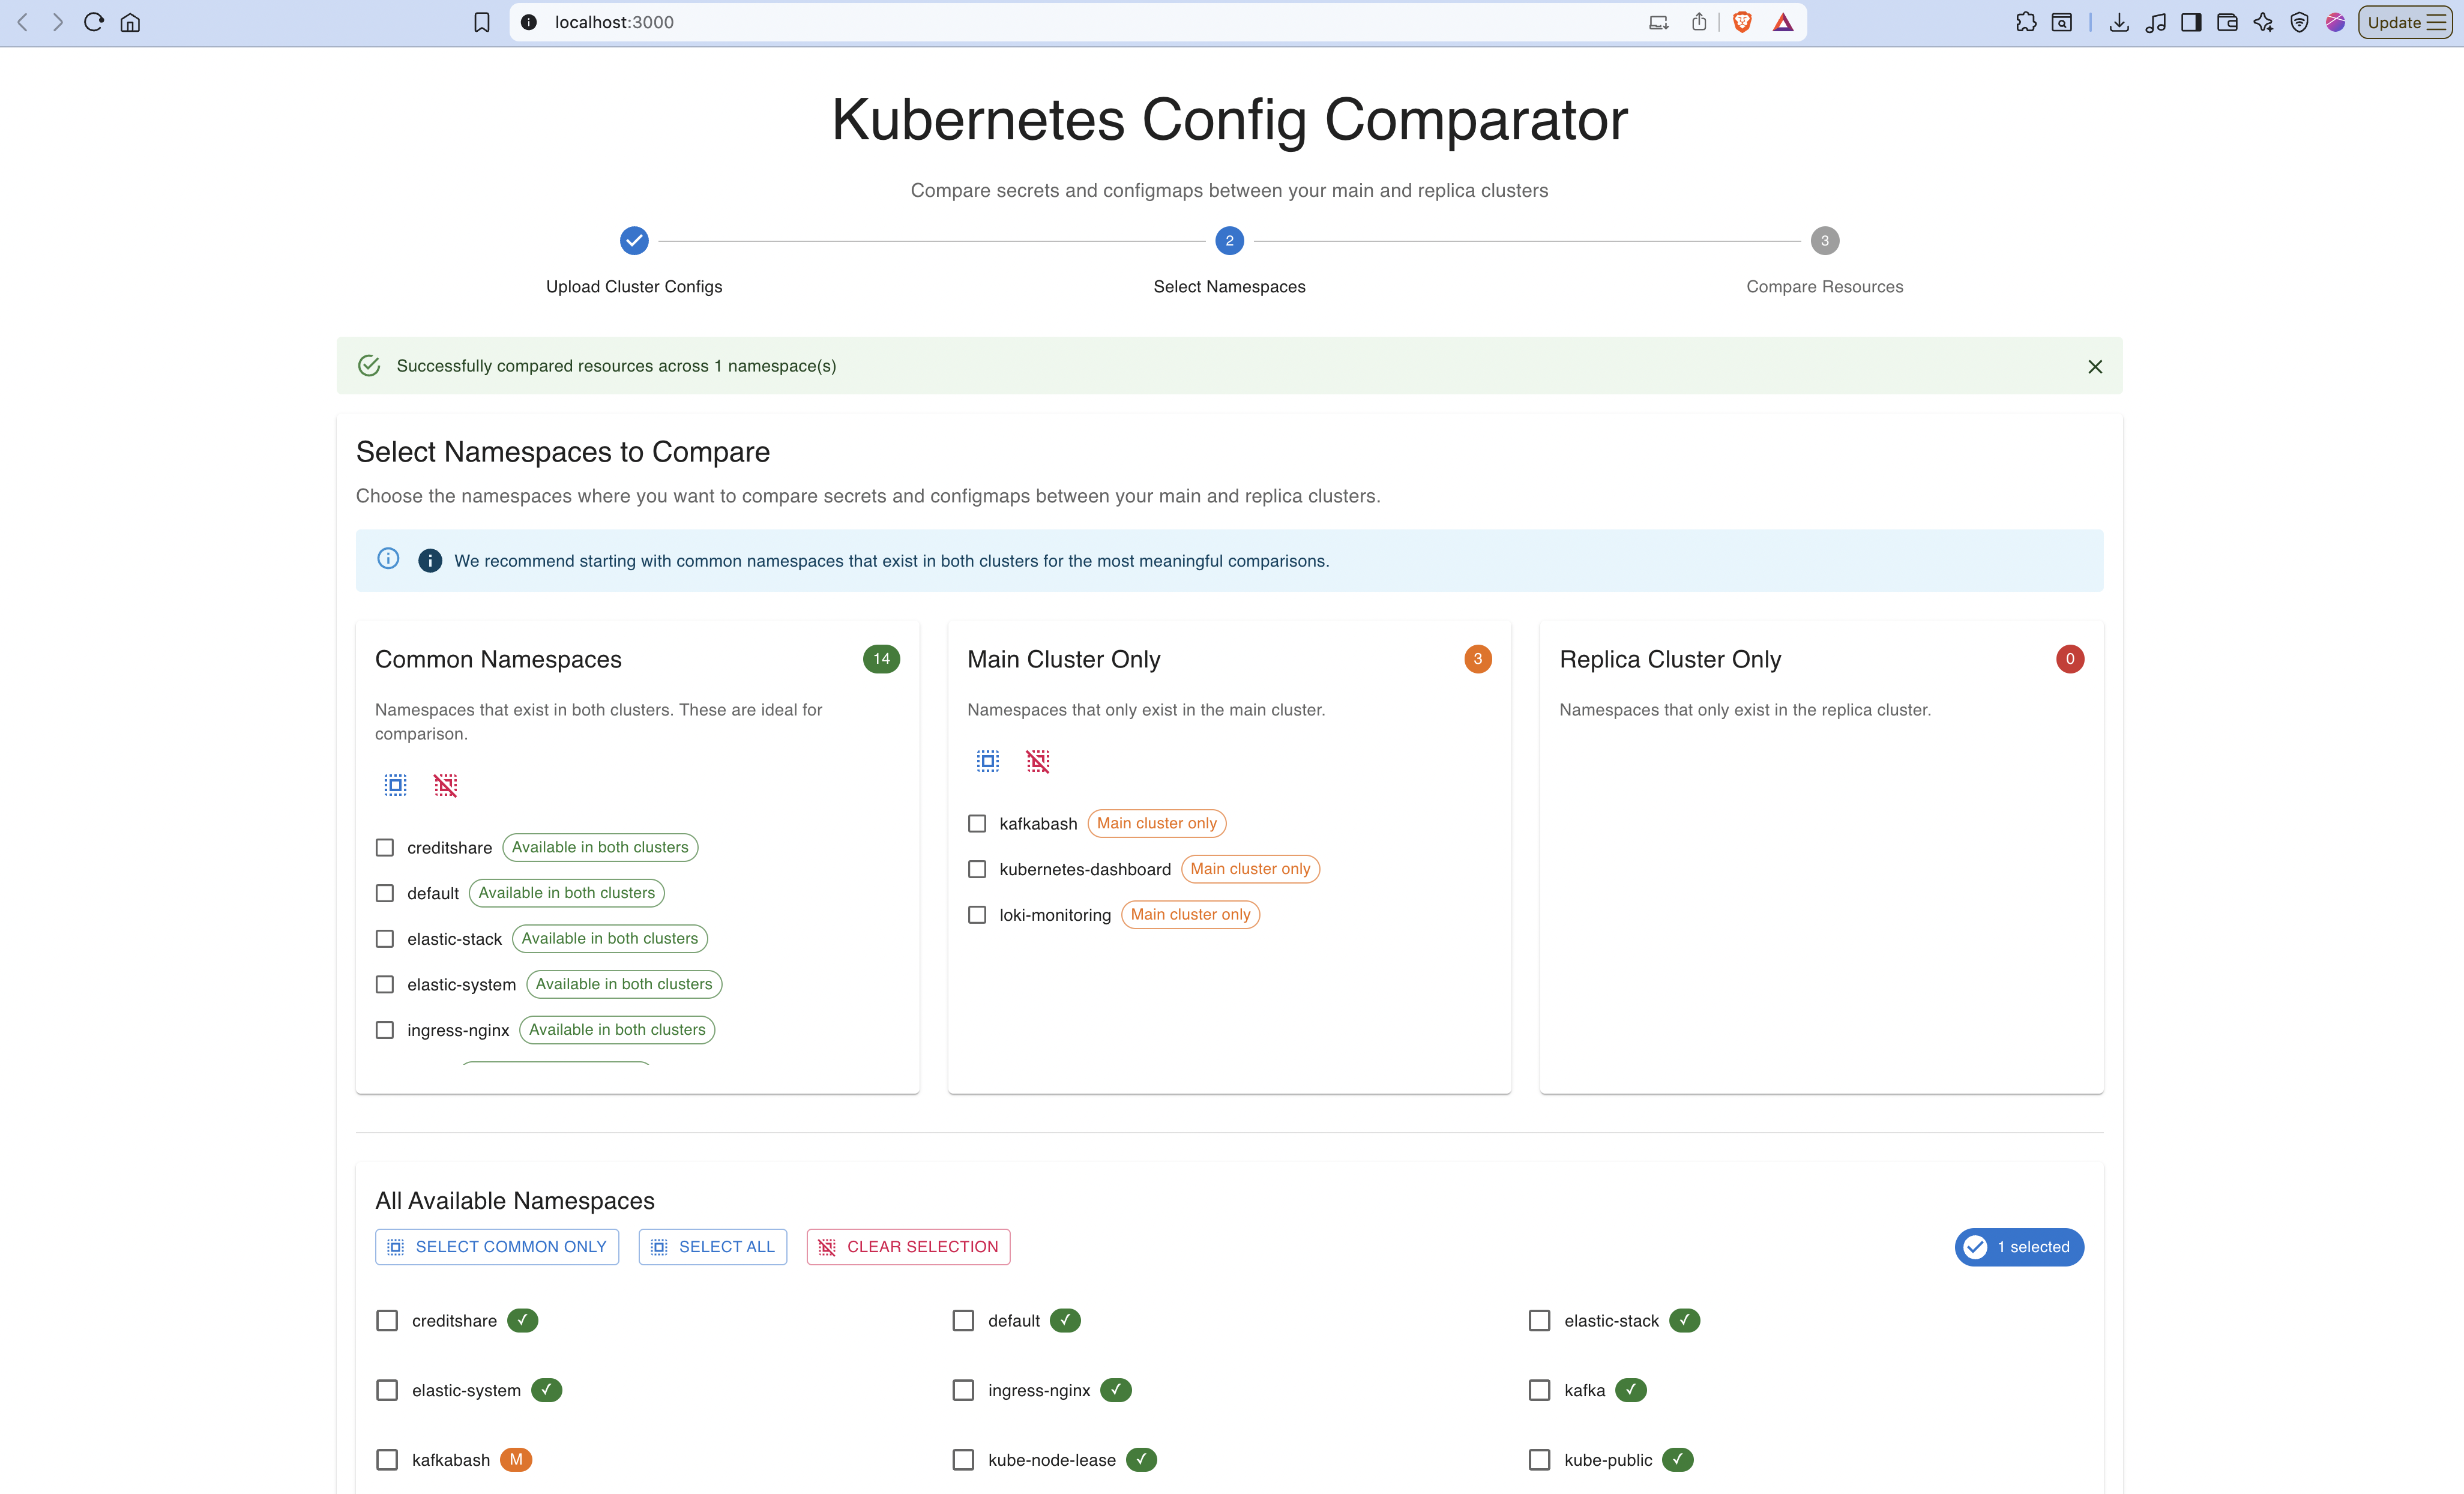 localhost:3000
Update
Kubernetes Config Comparator
Compare secrets and configmaps between your main and replica clusters
2
3
Upload Cluster Configs
Select Namespaces
Compare Resources
Successfully compared resources across 1 namespace(s)
Select Namespaces to Compare
Choose the namespaces where you want to compare secrets and configmaps between your main and replica clusters.
We recommend starting with common namespaces that exist in both clusters for the most meaningful comparisons.
Common Namespaces
14
Namespaces that exist in both clusters. These are ideal for
comparison.
creditshare Available in both clusters
default Available in both clusters
elastic-stack Available in both clusters
elastic-system Available in both clusters
ingress-nginx Available in both clusters
Main Cluster Only
3
Namespaces that only exist in the main cluster.
kafkabash Main cluster only
kubernetes-dashboard Main cluster only
loki-monitoring Main cluster only
Replica Cluster Only
0
Namespaces that only exist in the replica cluster.
All Available Namespaces
SELECT COMMON ONLY
SELECT ALL
CLEAR SELECTION
1 selected
creditshare ✓
default ✓
elastic-stack ✓
elastic-system ✓
ingress-nginx ✓
kafka ✓
kafkabash M
kube-node-lease ✓
kube-public ✓